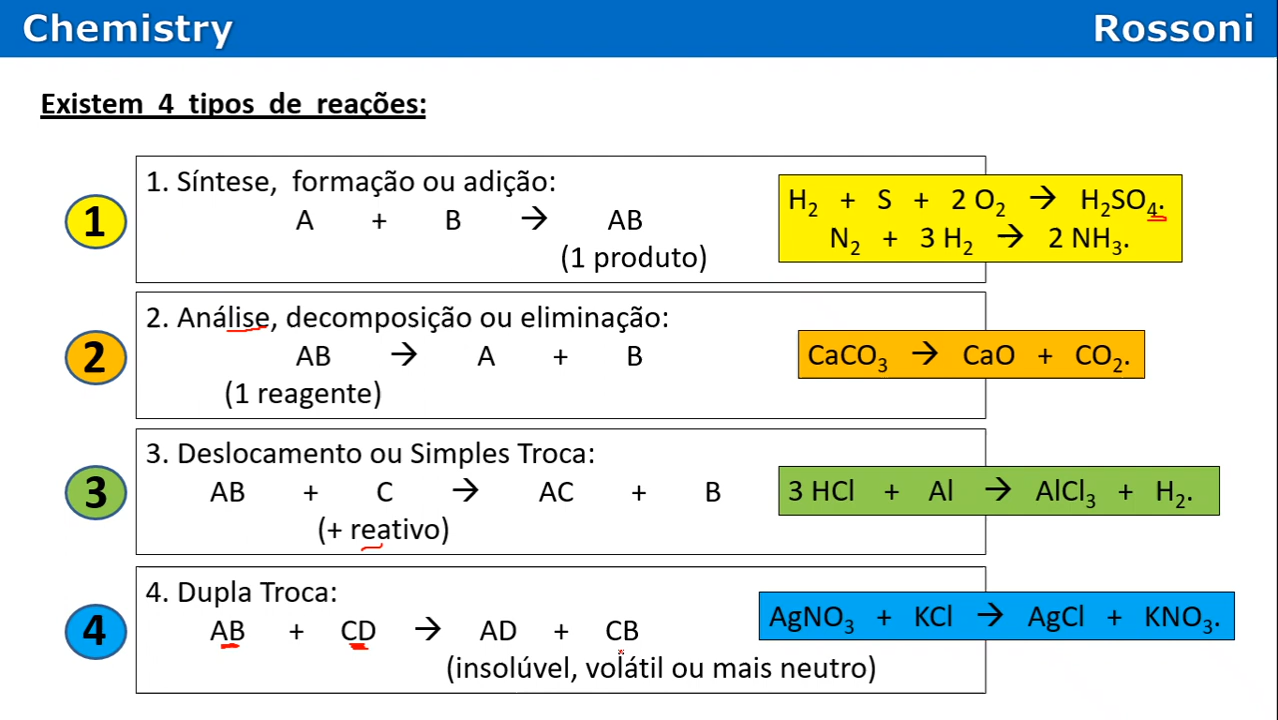 Chemistry Rossoni
Existem 4 tipos de reações:
1
1. Síntese, formação ou adição:
A + B → AB
(1 produto)
H₂ + S + 2 O₂ → H₂SO₄.
N₂ + 3 H₂ → 2 NH₃.
2
2. Análise, decomposição ou eliminação:
AB → A + B
(1 reagente)
CaCO₃ → CaO + CO₂.
3
3. Deslocamento ou Simples Troca:
AB + C → AC + B
(+ reativo)
3 HCl + Al → AlCl₃ + H₂.
4
4. Dupla Troca:
AB + CD → AD + CB
(insolúvel, volátil ou mais neutro)
AgNO₃ + KCl → AgCl + KNO₃.